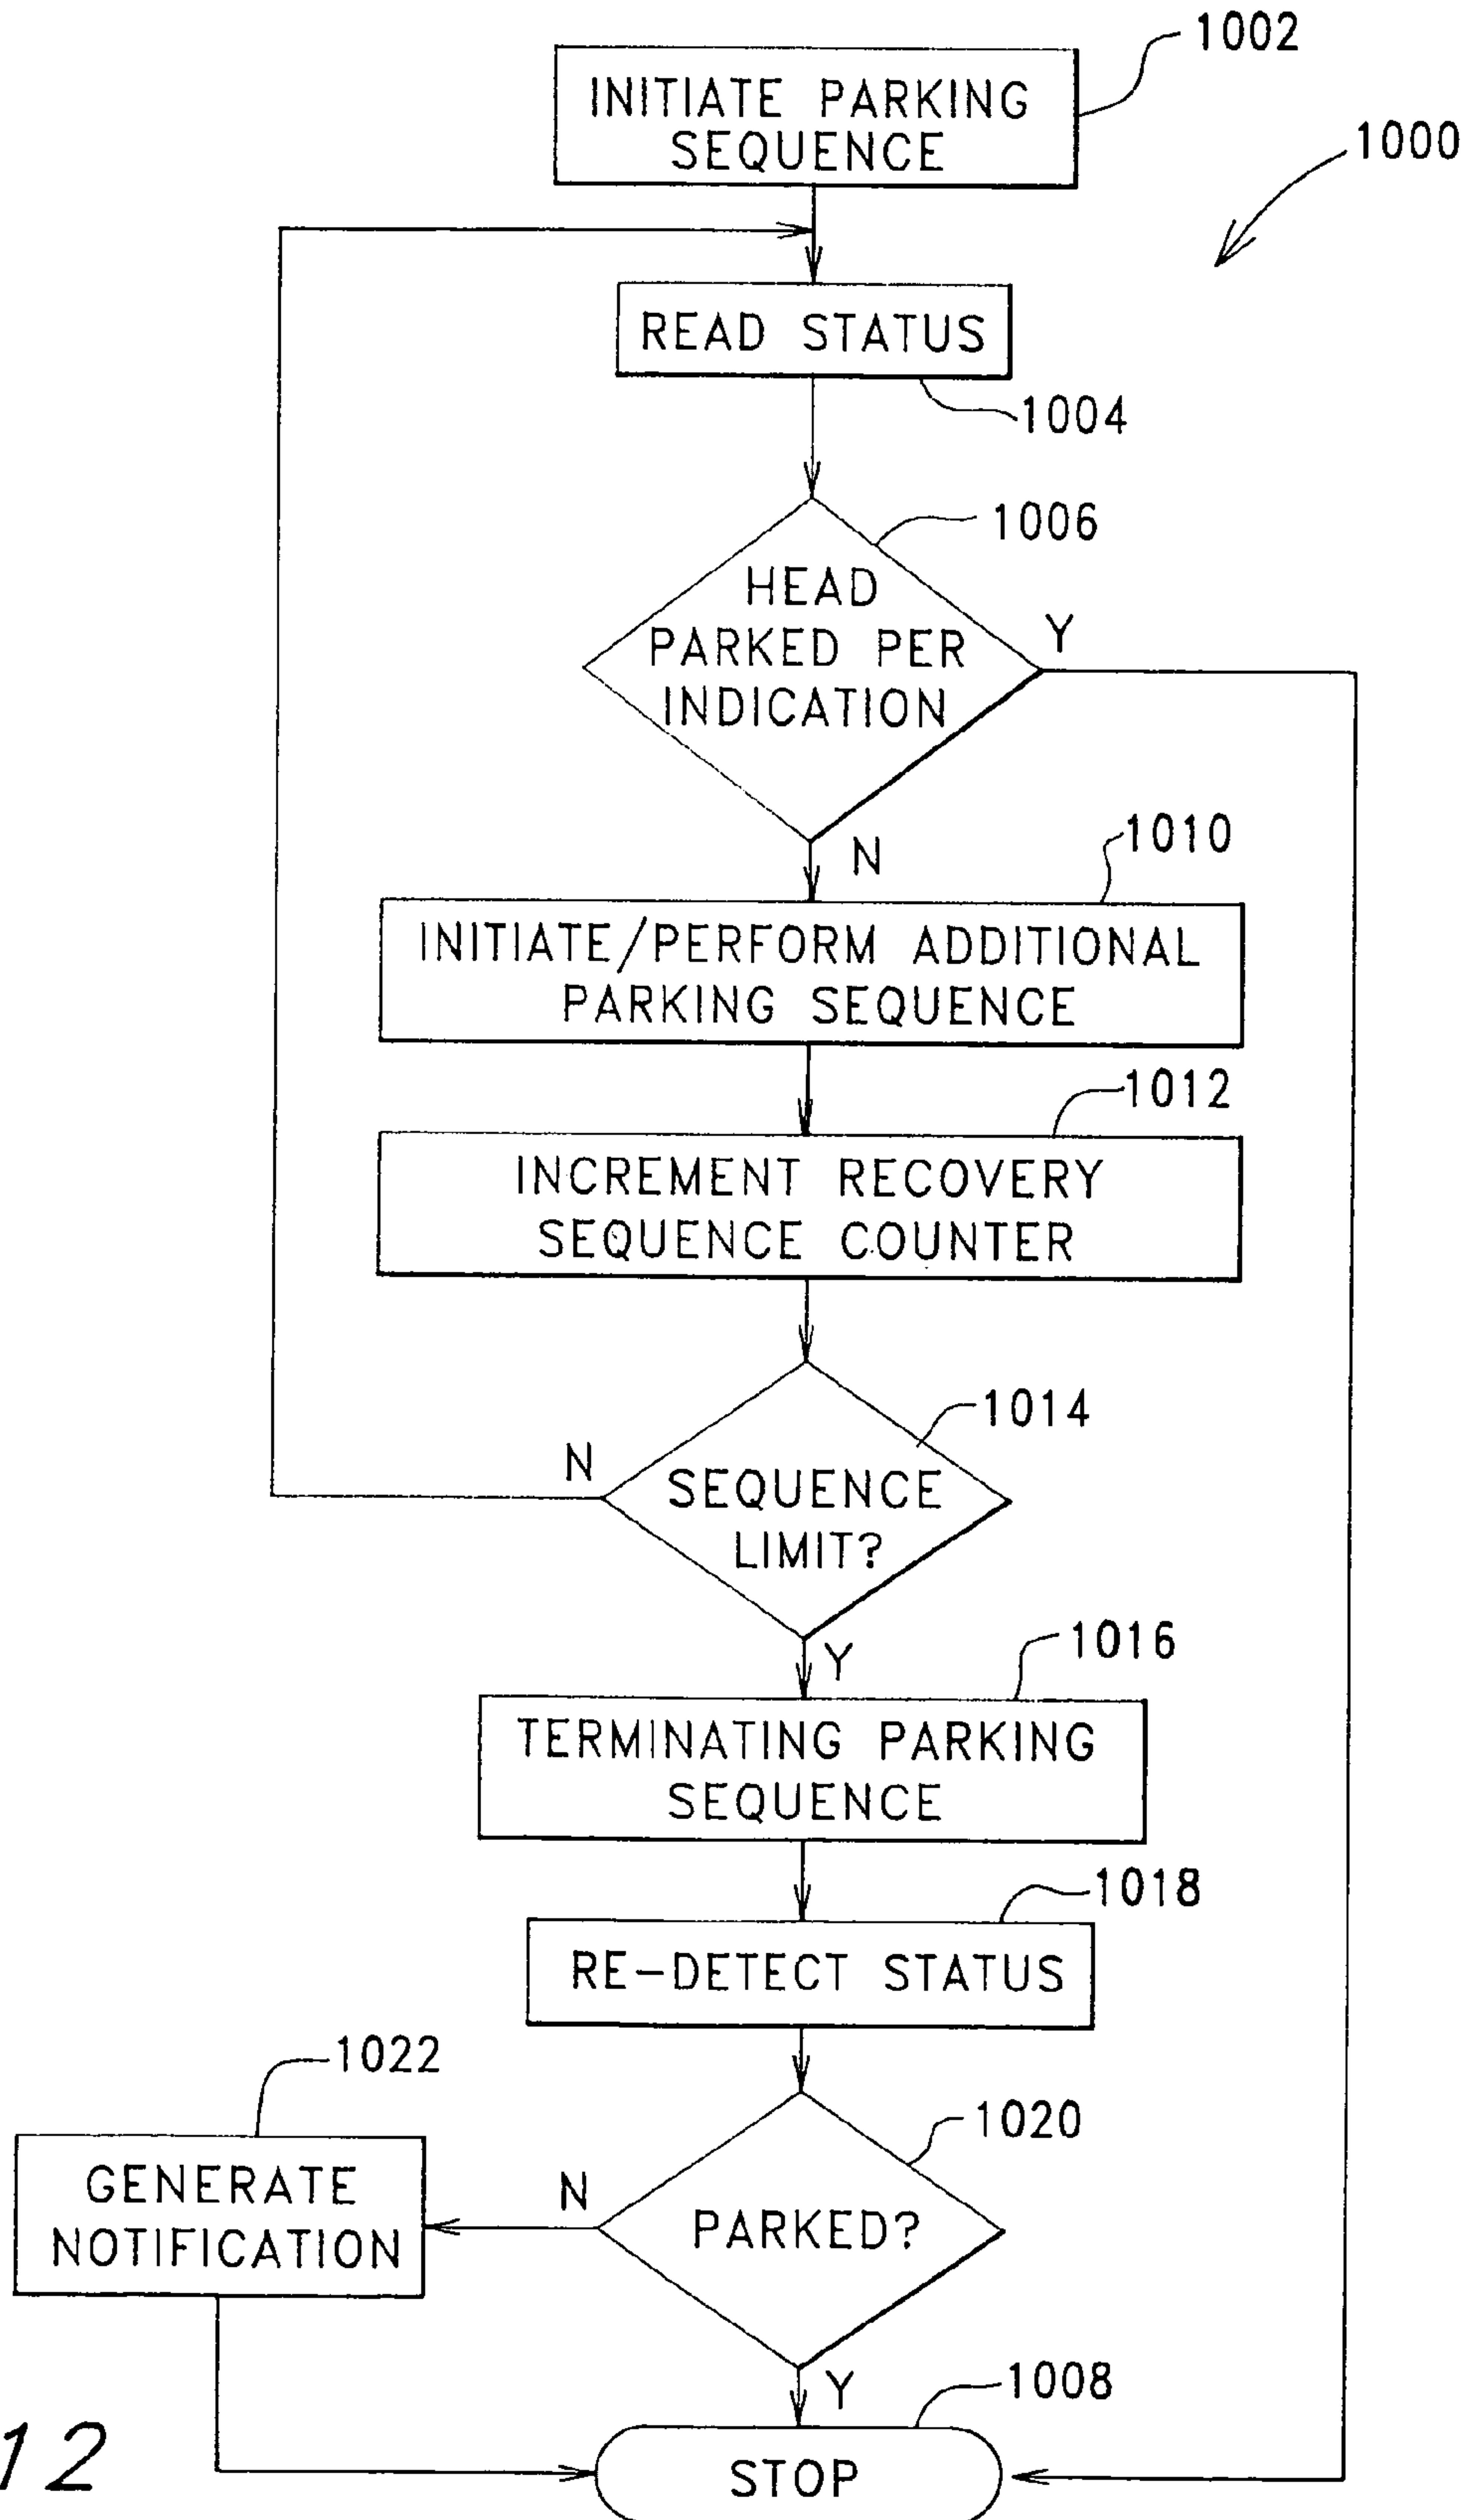 1002
INITIATE PARKING
SEQUENCE
1000
READ STATUS
1004
1006
HEAD
PARKED PER
INDICATION
Y
N
1010
INITIATE/PERFORM ADDITIONAL
PARKING SEQUENCE
1012
INCREMENT RECOVERY
SEQUENCE COUNTER
1014
N
SEQUENCE
LIMIT?
Y
1016
TERMINATING PARKING
SEQUENCE
1018
RE-DETECT STATUS
1022
1020
GENERATE
NOTIFICATION
N
PARKED?
Y
1008
STOP
12